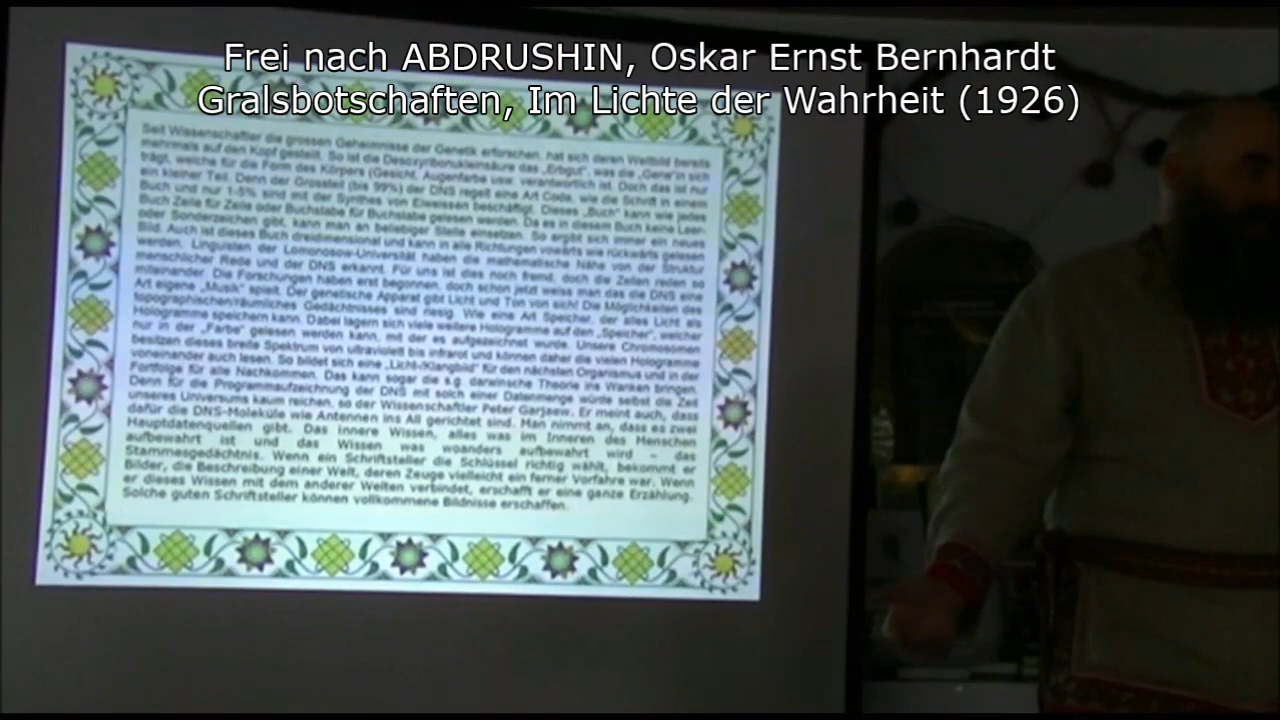 Frei nach ABDRUSHIN, Oskar Ernst Bernhardt
Gralsbotschaften, Im Lichte der Wahrheit (1926)
Seit Wissenschaftler die grossen Geheimnisse der Genetik erforschen, hat sich deren Weltbild bereits
mehrmals auf den Kopf gestellt. So ist die Desoxyribonukleinsäure das „Erbgut“, was die „Gene“in sich
trägt, welche für die Form des Körpers (Gesicht, Augenfarbe usw. verantwortlich ist. Doch das ist nur
ein kleiner Teil. Denn der Grossteil (bis 99%) der DNS regelt eine Art Code, wie die Schrift in einem
Buch und nur 1-5% sind mit der Synthes von Eiweissen beschäftigt. Dieses „Buch“ kann wie jedes
Buch Zeile für Zeile oder Buchstabe für Buchstabe gelesen werden. Da es in diesem Buch keine Leer-
oder Sonderzeichen gibt, kann man an beliebiger Stelle einsetzen. So ergibt sich immer ein neues
Bild. Auch ist dieses Buch dreidimensional und kann in alle Richtungen vowärts wie rückwärts gelesen
werden. Linguisten der Lomonosow-Universität haben die mathematische Nähe von der Struktur
menschlicher Rede und der DNS erkannt. Für uns ist dies noch fremd, doch die Zellen reden so
miteinander. Die Forschungen haben erst begonnen, doch schon jetzt weiss man das die DNS eine
Art eigene „Musik“ spielt. Der genetische Apparat gibt Licht und Ton von sich! Die Möglichkeiten des
topographischen/räumliches Gedächtnisses sind riesig. Wie eine Art Speicher, der alles Licht als
Hologramme speichern kann. Dabei lagern sich viele weitere Hologramme auf den „Speicher“, welcher
nur in der „Farbe“ gelesen werden kann, mit der es aufgezeichnet wurde. Unsere Chromosomen
besitzen dieses breite Spektrum von ultraviolett bis infrarot und können daher die vielen Hologramme
voneinander auch lesen. So bildet sich eine „Licht-/Klangbild“ für den nächsten Organismus und in der
Fortfolge für alle Nachkommen. Das kann sogar die s.g. darwinsche Theorie ins Wanken bringen.
Denn für die Programmaufzeichnung der DNS mit solch einer Datenmenge würde selbst die Zeit
unseres Universums kaum reichen, so der Wissenschaftler Peter Garjaew. Er meint auch, dass
dafür die DNS-Moleküle wie Antennen ins All gerichtet sind. Man nimmt an, dass es zwei
Hauptdatenquellen gibt. Das Innere Wissen, alles was im Inneren des Menschen
aufbewahrt ist und das Wissen was woanders aufbewahrt wird – das
Stammesgedächtnis. Wenn ein Schriftsteller die Schlüssel richtig wählt, bekommt er
Bilder, die Beschreibung einer Welt, deren Zeuge vielleicht ein ferner Vorfahre war. Wenn
er dieses Wissen mit dem anderer Welten verbindet, erschafft er eine ganze Erzählung.
Solche guten Schriftsteller können vollkommene Bildnisse erschaffen.